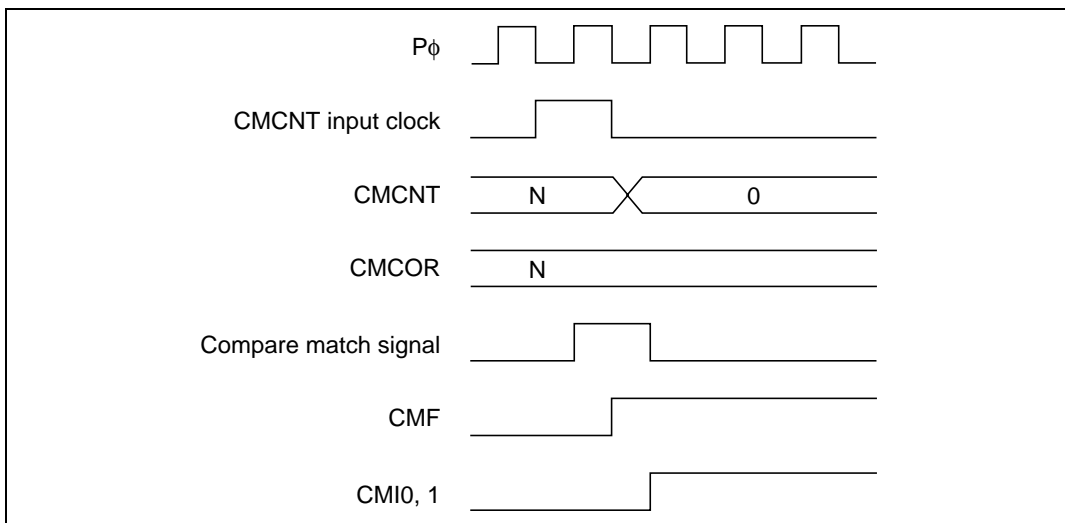 Pϕ
CMCNT input clock
CMCNT N 0
CMCOR N
Compare match signal
CMF
CMI0, 1